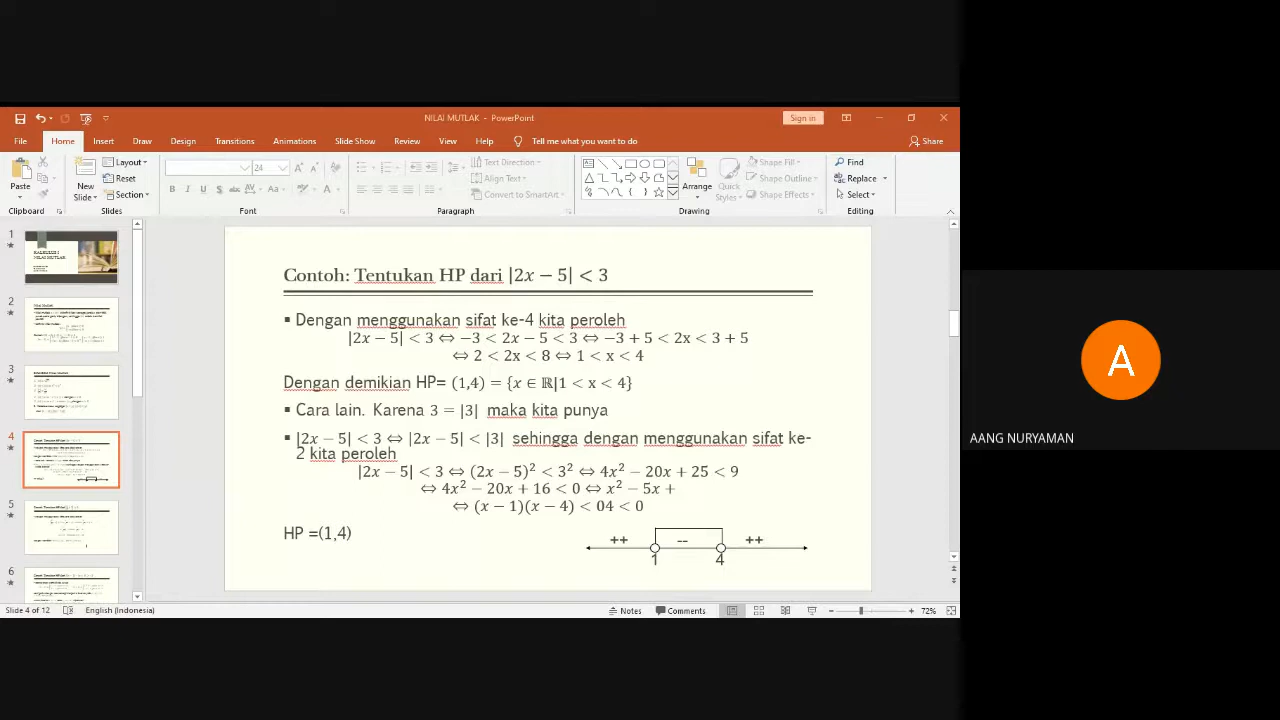 NILAI MUTLAK - PowerPoint
Sign in
File Home Insert Draw Design Transitions Animations Slide Show Review View Help Tell me what you want to do Share
Paste
Clipboard
New Slide
Layout
Reset
Section
Slides
24
B I U S
Aa
A
Font
Text Direction
Align Text
Convert to SmartArt
Paragraph
Arrange
Quick Styles
Shape Fill
Shape Outline
Shape Effects
Drawing
Find
Replace
Select
Editing
1
2
3
4
5
6
Contoh: Tentukan HP dari |2𝑥 − 5| < 3
▪ Dengan menggunakan sifat ke-4 kita peroleh
|2𝑥 − 5| < 3 ⇔ −3 < 2𝑥 − 5 < 3 ⇔ −3 + 5 < 2x < 3 + 5
⇔ 2 < 2x < 8 ⇔ 1 < x < 4
Dengan demikian HP= (1,4) = {𝑥 ∈ ℝ|1 < x < 4}
▪ Cara lain. Karena 3 = |3| maka kita punya
▪ |2𝑥 − 5| < 3 ⇔ |2𝑥 − 5| < |3| sehingga dengan menggunakan sifat ke-
2 kita peroleh
|2𝑥 − 5| < 3 ⇔ (2𝑥 − 5)² < 3² ⇔ 4𝑥² − 20𝑥 + 25 < 9
⇔ 4𝑥² − 20𝑥 + 16 < 0 ⇔ 𝑥² − 5𝑥 +
⇔ (𝑥 − 1)(𝑥 − 4) < 04 < 0
HP =(1,4)
++ -- ++
1 4
A
AANG NURYAMAN
Slide 4 of 12 English (Indonesia) Notes Comments 72%